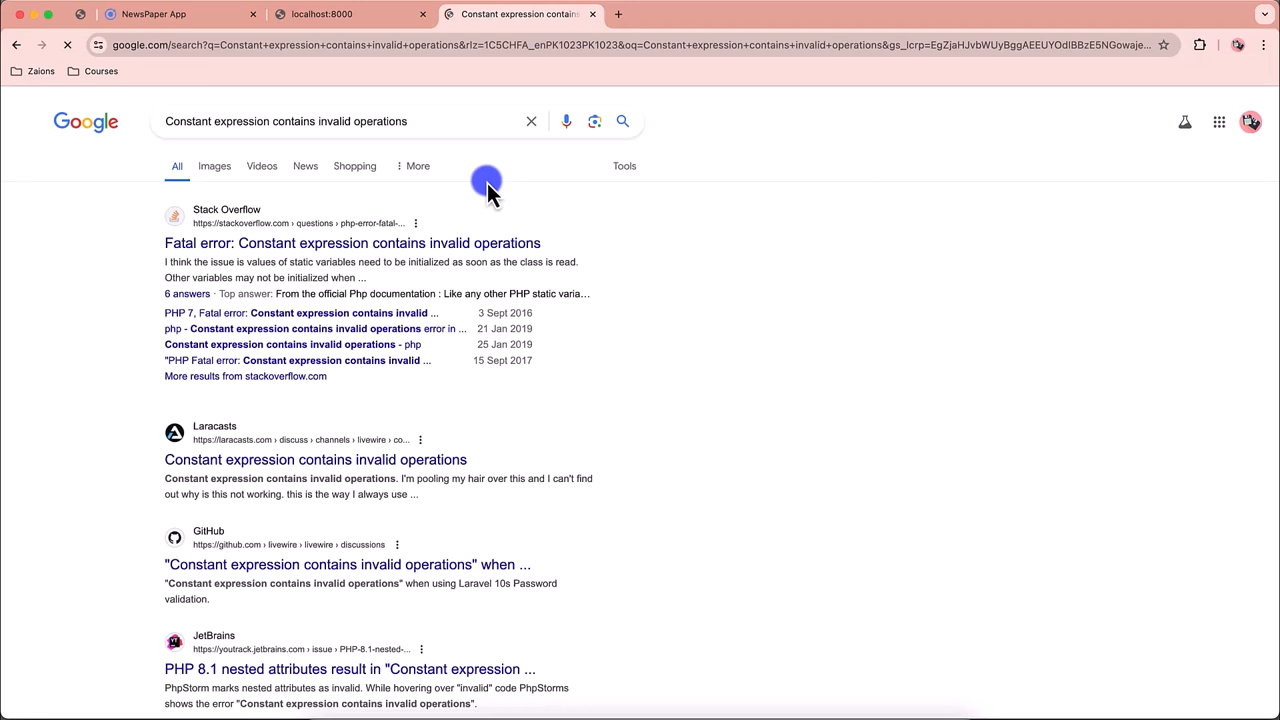 NewsPaper App
localhost:8000
Constant expression contains
google.com/search?q=Constant+expression+contains+invalid+operations&rlz=1C5CHFA_enPK1023PK1023&oq=Constant+expression+contains+invalid+operations&gs_lcrp=EgZjaHJvbWUyBggAEEUYOdIBBzE5NGowaje...
Zaions
Courses
Google
Constant expression contains invalid operations
All
Images
Videos
News
Shopping
More
Tools
Stack Overflow
https://stackoverflow.com › questions › php-error-fatal-...
Fatal error: Constant expression contains invalid operations
I think the issue is values of static variables need to be initialized as soon as the class is read.
Other variables may not be initialized when ...
6 answers · Top answer: From the official Php documentation : Like any other PHP static varia...
PHP 7, Fatal error: Constant expression contains invalid ... 3 Sept 2016
php - Constant expression contains invalid operations error in ... 21 Jan 2019
Constant expression contains invalid operations - php 25 Jan 2019
"PHP Fatal error: Constant expression contains invalid ... 15 Sept 2017
More results from stackoverflow.com
Laracasts
https://laracasts.com › discuss › channels › livewire › co...
Constant expression contains invalid operations
Constant expression contains invalid operations. I'm pooling my hair over this and I can't find
out why is this not working. this is the way I always use ...
GitHub
https://github.com › livewire › livewire › discussions
"Constant expression contains invalid operations" when ...
"Constant expression contains invalid operations" when using Laravel 10s Password
validation.
JetBrains
https://youtrack.jetbrains.com › issue › PHP-8.1-nested-...
PHP 8.1 nested attributes result in "Constant expression ...
PhpStorm marks nested attributes as invalid. While hovering over "invalid" code PhpStorms
shows the error "Constant expression contains invalid operations".